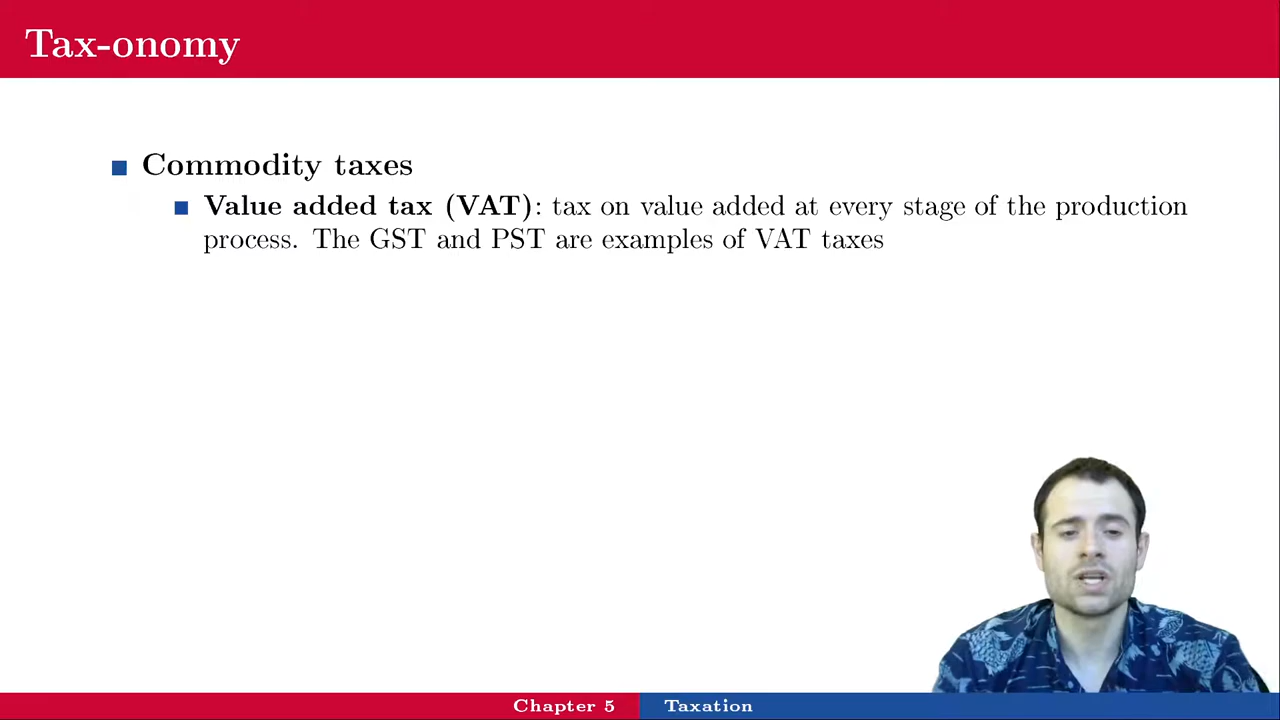 Tax-onomy
Commodity taxes
Value added tax (VAT): tax on value added at every stage of the production
process. The GST and PST are examples of VAT taxes
Chapter 5
Taxation